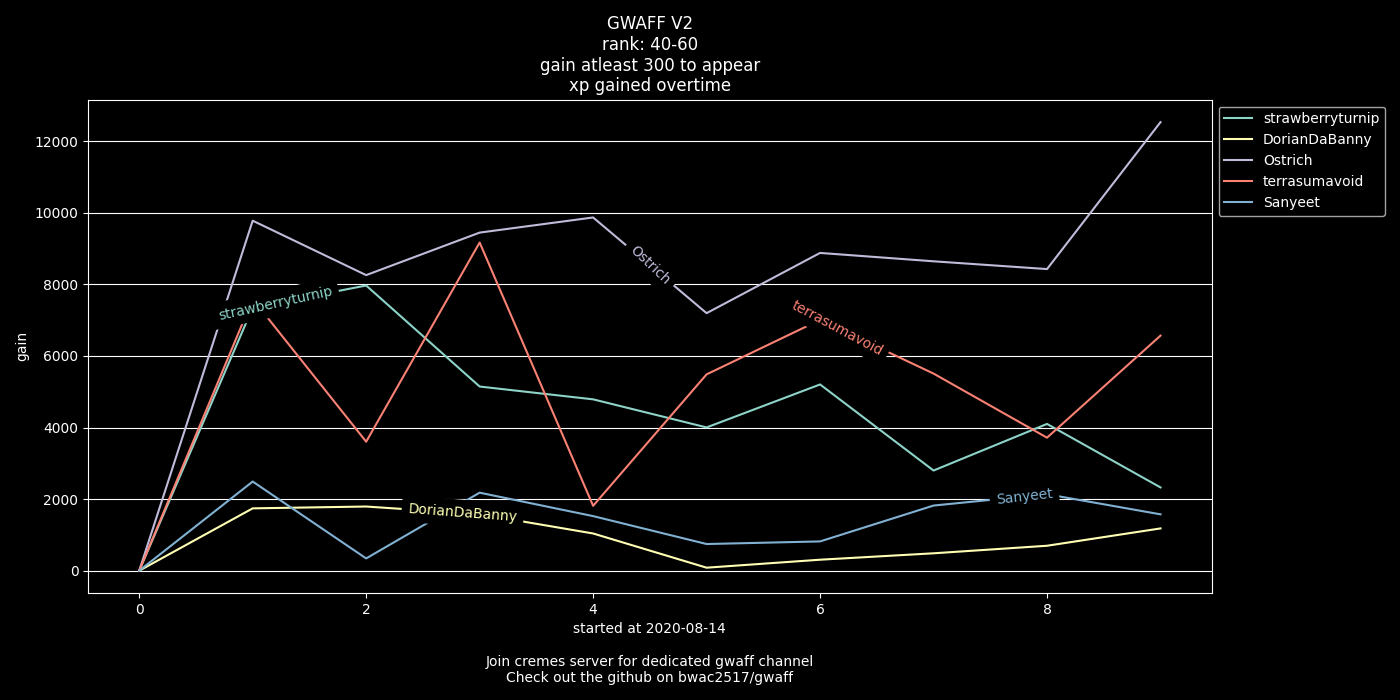 GWAFF V2
rank: 40-60
gain atleast 300 to appear
xp gained overtime
strawberryturnip
DorianDaBanny
Ostrich
terrasumavoid
Sanyeet
12000
10000
8000
6000
4000
2000
0
gain
Ostrich
strawberryturnip
terrasumavoid
DorianDaBanny
Sanyeet
0 2 4 6 8
started at 2020-08-14
Join cremes server for dedicated gwaff channel
Check out the github on bwac2517/gwaff